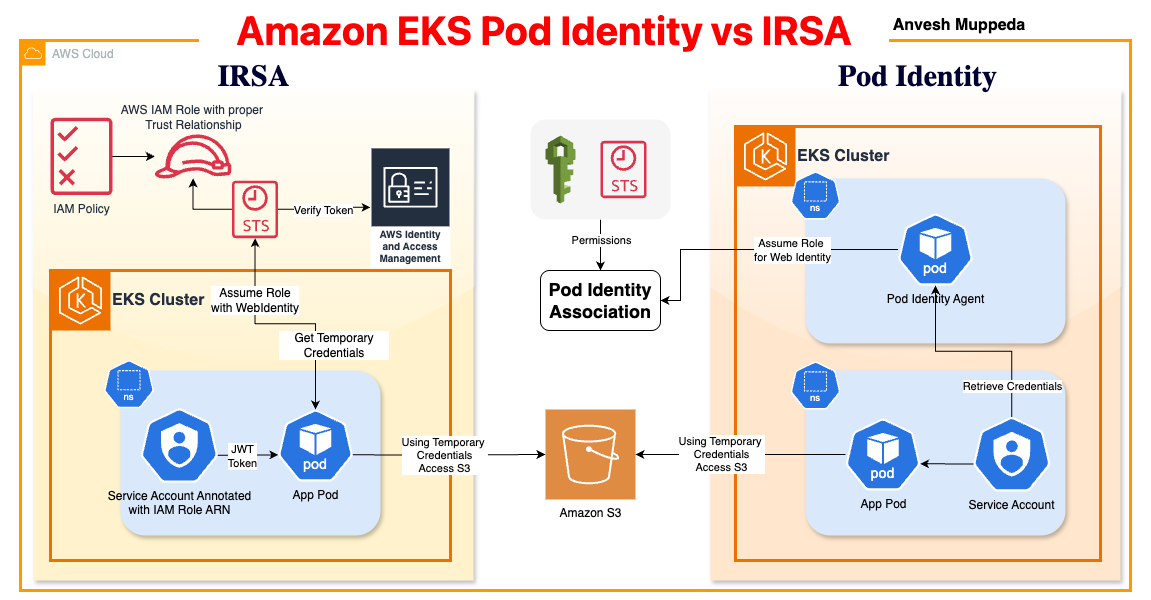 Amazon EKS Pod Identity vs IRSA
Anvesh Muppeda
AWS Cloud
IRSA
AWS IAM Role with proper
Trust Relationship
IAM Policy
STS
Verify Token
AWS Identity
and Access
Management
EKS Cluster
Assume Role
with WebIdentity
Get Temporary
Credentials
ns
JWT
Token
pod
Service Account Annotated
with IAM Role ARN
App Pod
Using Temporary
Credentials
Access S3
STS
Permissions
Pod Identity
Association
Amazon S3
Pod Identity
EKS Cluster
ns
Assume Role
for Web Identity
pod
Pod Identity Agent
Retrieve Credentials
ns
Using Temporary
Credentials
Access S3
pod
App Pod
Service Account